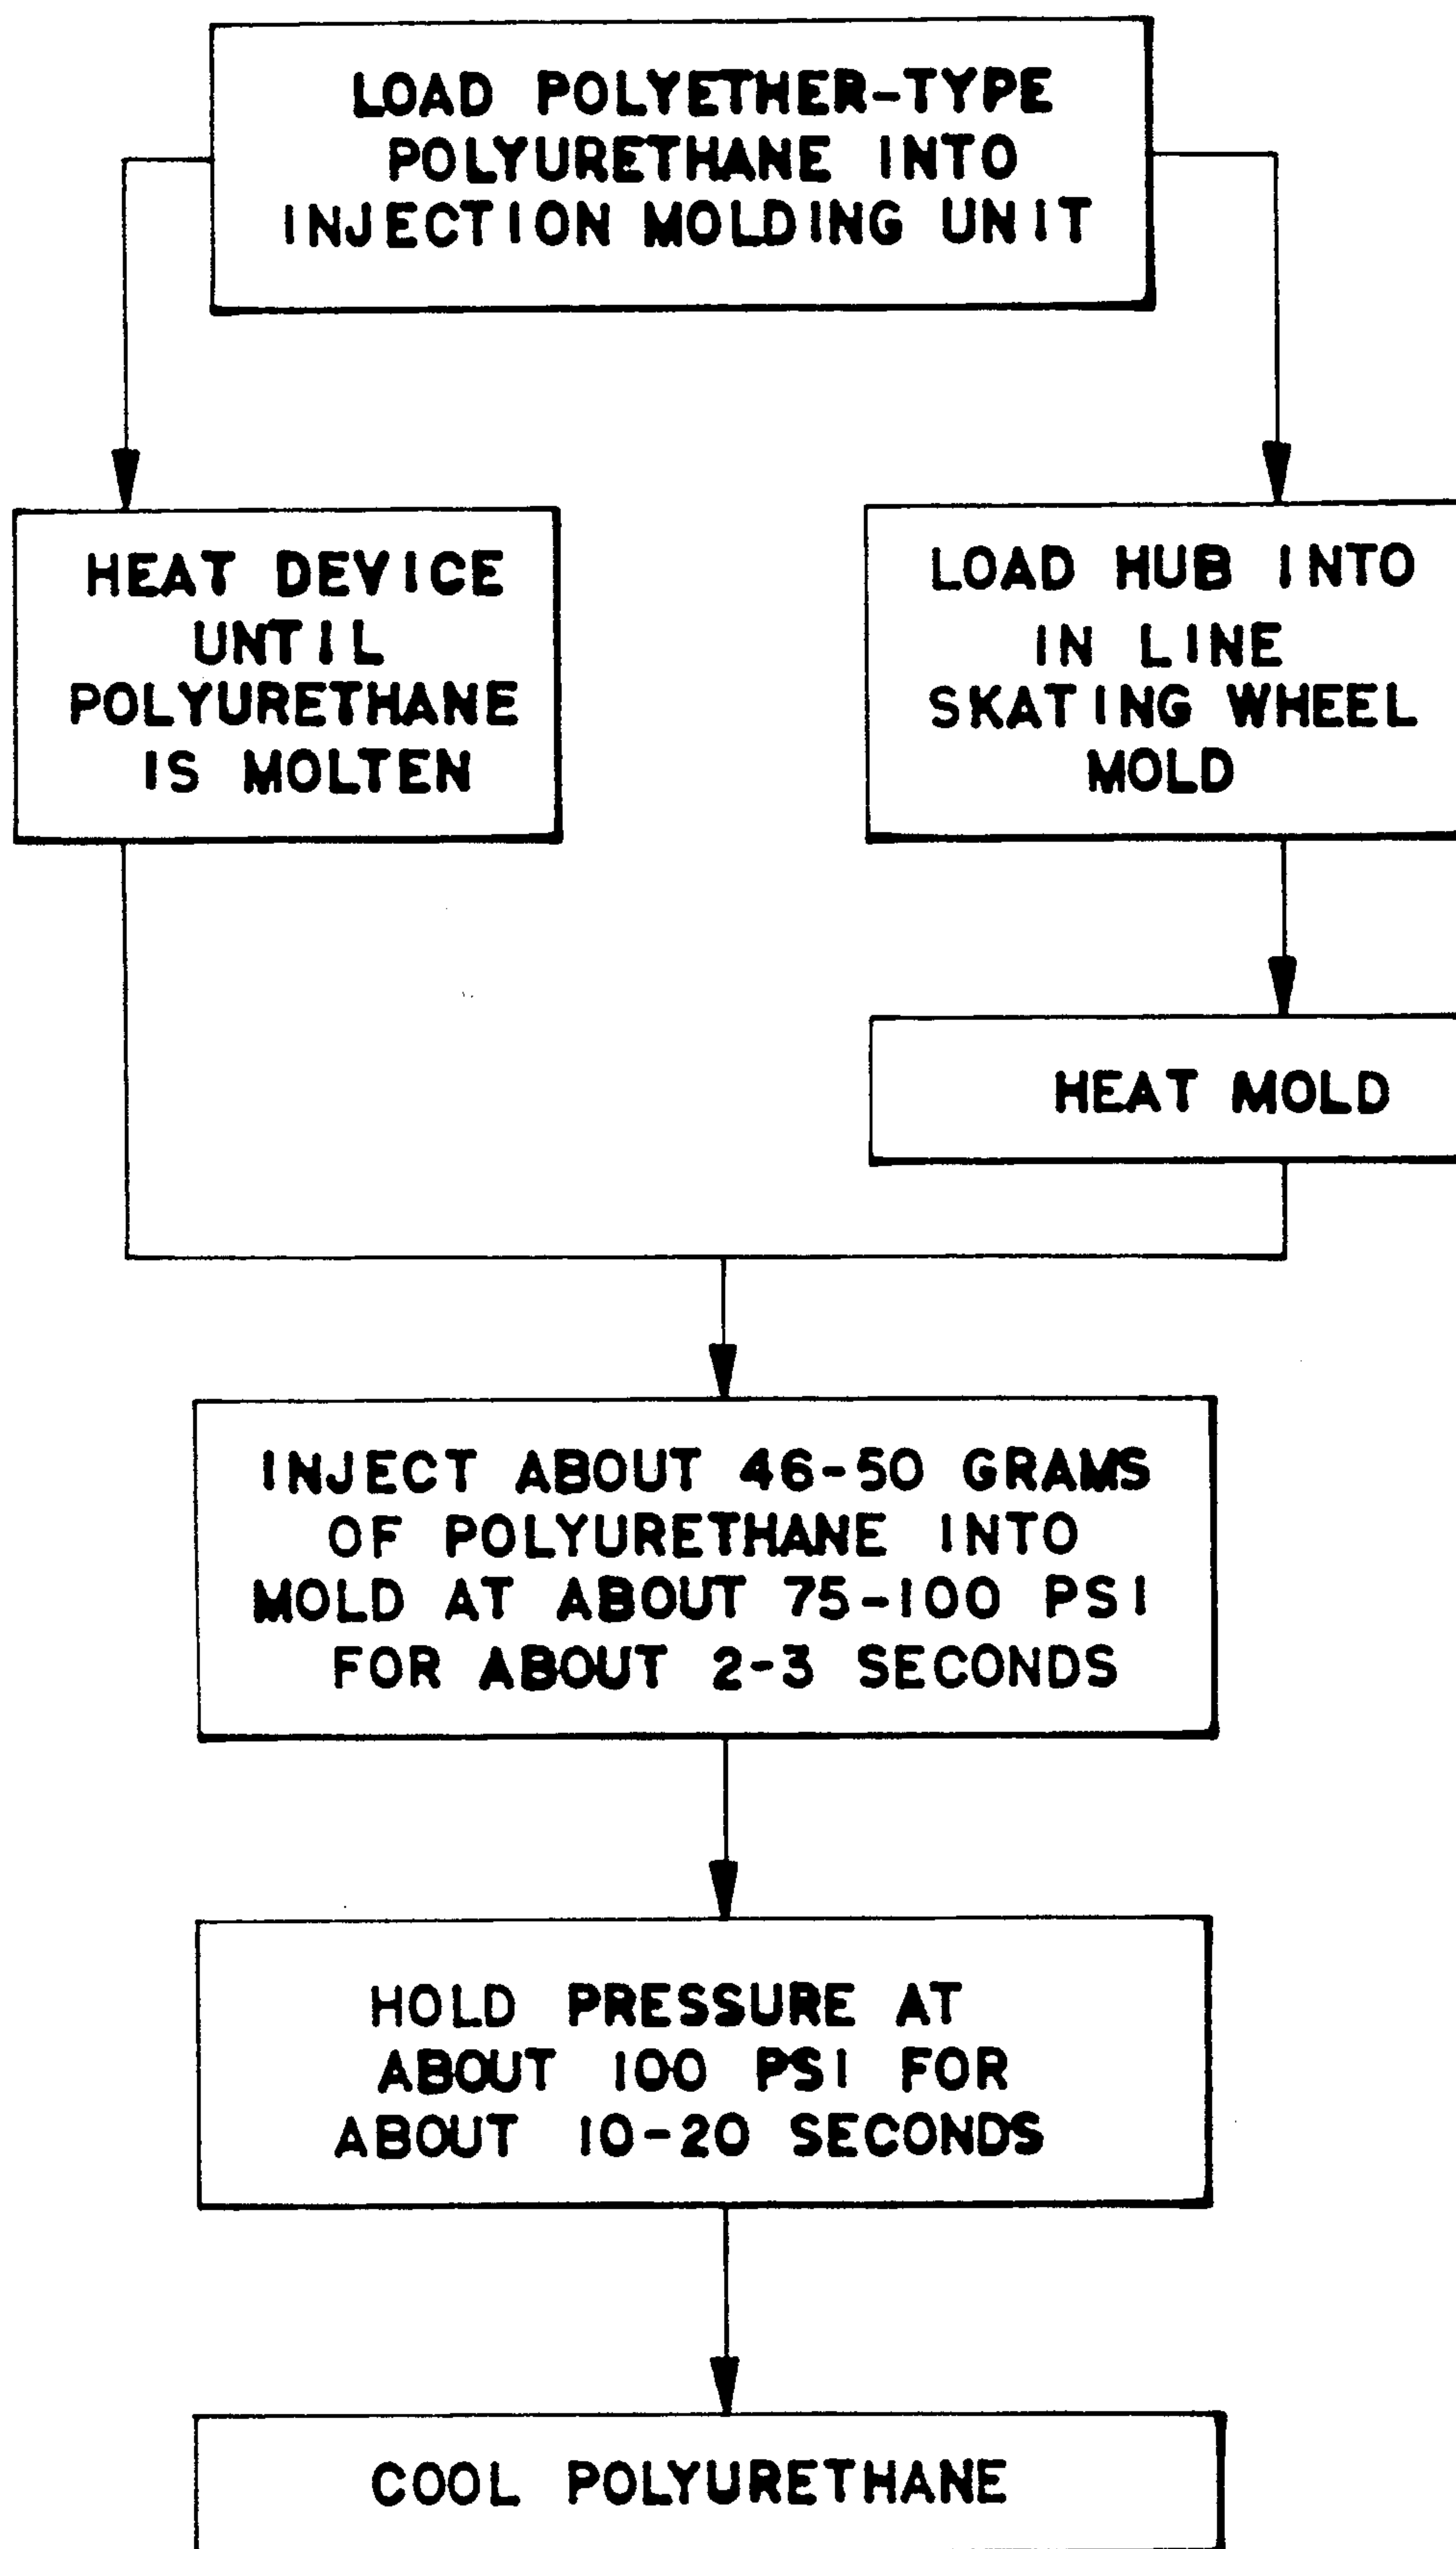 LOAD POLYETHER-TYPE
POLYURETHANE INTO
INJECTION MOLDING UNIT
HEAT DEVICE
UNTIL
POLYURETHANE
IS MOLTEN
LOAD HUB INTO
IN LINE
SKATING WHEEL
MOLD
HEAT MOLD
INJECT ABOUT 46-50 GRAMS
OF POLYURETHANE INTO
MOLD AT ABOUT 75-100 PSI
FOR ABOUT 2-3 SECONDS
HOLD PRESSURE AT
ABOUT 100 PSI FOR
ABOUT 10-20 SECONDS
COOL POLYURETHANE